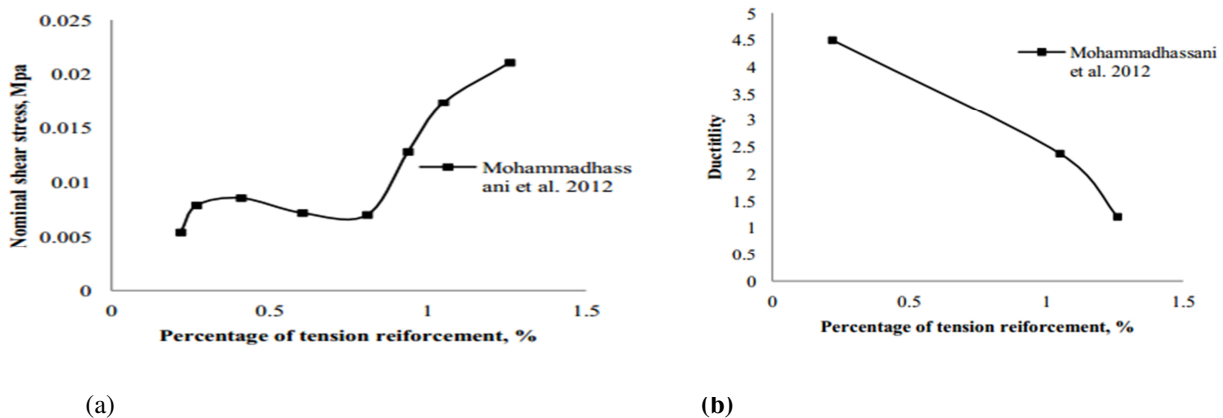 0.025
0.02
0.015
0.01
0.005
0
Nominal shear stress, Mpa
0
0.5
1
1.5
Percentage of tension reiforcement, %
Mohammadhass
ani et al. 2012
(a)
5
4.5
4
3.5
3
2.5
2
1.5
1
0.5
0
Ductitlity
0
0.5
1
1.5
Percentage of tension reiforcement, %
Mohammadhassani
et al. 2012
(b)